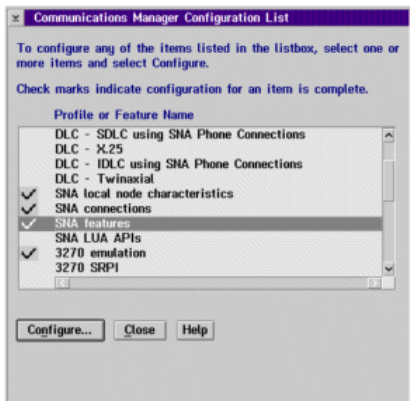 Communications Manager Configuration List
To configure any of the items listed in the listbox, select one or
more items and select Configure.
Check marks indicate configuration for an item is complete.
Profile or Feature Name
DLC - SDLC using SNA Phone Connections
DLC - X.25
DLC - IDLC using SNA Phone Connections
DLC - Twinaxial
SNA local node characteristics
SNA connections
SNA features
SNA LUA APIs
3270 emulation
3270 SRPI
Configure... Close Help